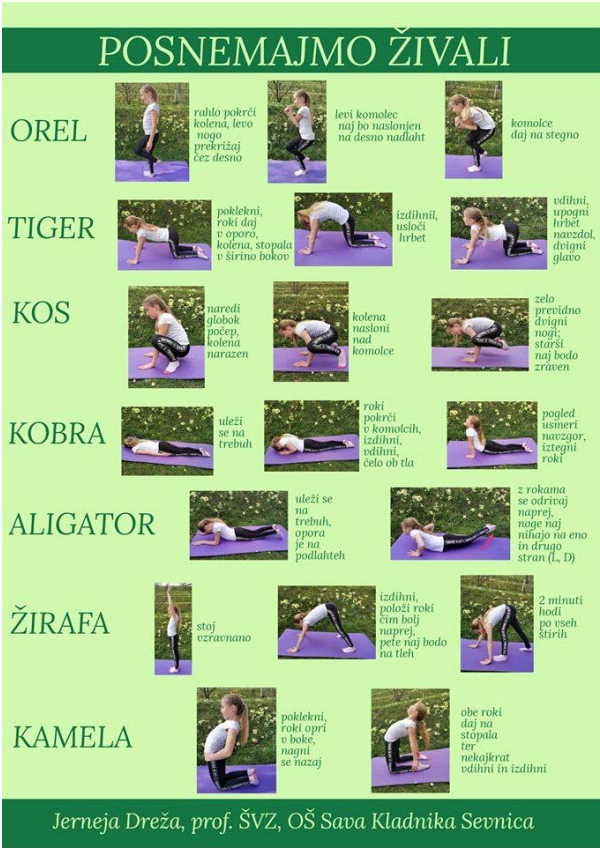 POSNEMAJMO ŽIVALI
OREL
rahlo pokrči
kolena, levo
nogo
prekrižaj
čez desno
levi komolec
naj bo naslonjen
na desno nadlaht
komolce
daj na stegno
TIGER
poklekni,
roki daj
v oporo,
kolena, stopala
v širino bokov
izdihnil,
usloči
hrbet
vdihni,
upogni
hrbet
navzdol,
dvigni
glavo
KOS
naredi
globok
počep,
kolena
narazen
kolena
nasloni
nad
komolce
zelo
previdno
dvigni
nogi;
starši
naj bodo
zraven
KOBRA
uleži
se na
trebuh
roki
pokrči
v komolcih,
izdihni,
vdihni,
čelo ob tla
pogled
usmeri
navzgor,
iztegni
roki
ALIGATOR
uleži se
na
trebuh,
opora
je na
podlahteh
z rokama
se odrivaj
naprej,
noge naj
nihajo na eno
in drugo
stran (L, D)
ŽIRAFA
stoj
vzravnano
izdihni,
položi roki
čim bolj
naprej,
pete naj bodo
na tleh
2 minuti
hodi
po vseh
štirih
KAMELA
poklekni,
roki opri
v boke,
nagni
se nazaj
obe roki
daj na
stopala
ter
nekajkrat
vdihni in izdihni
Jerneja Dreža, prof. ŠVZ, OŠ Sava Kladnika Sevnica